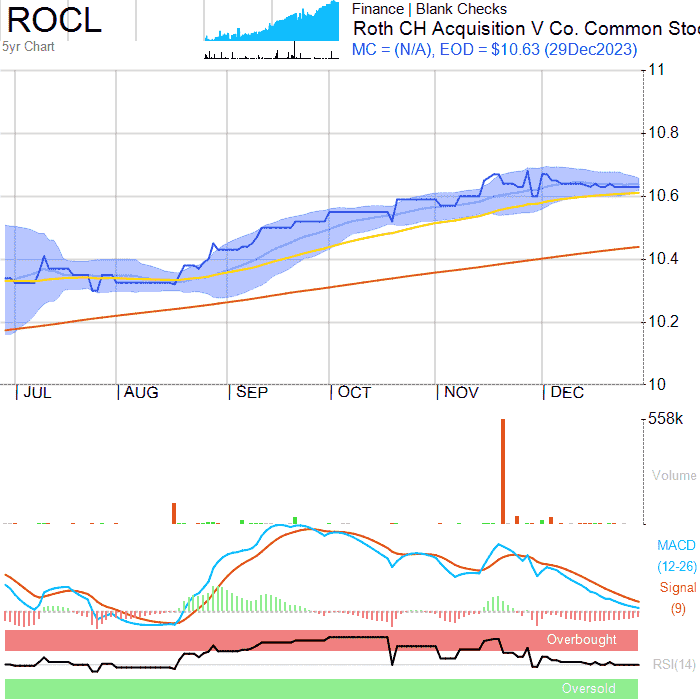 ROCL
5yr Chart
Finance | Blank Checks
Roth CH Acquisition V Co. Common Sto
MC = (N/A), EOD = $10.63 (29Dec2023)
11
10.8
10.6
10.4
10.2
10
JUL AUG SEP OCT NOV DEC
558k
Volume
MACD
(12-26)
Signal
(9)
Overbought
RSI(14)
Oversold